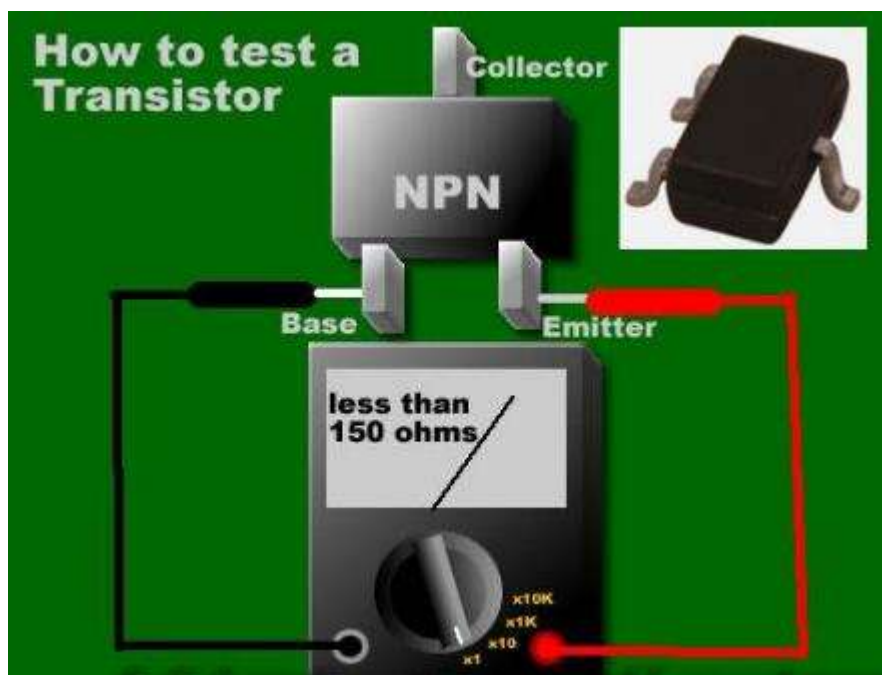 How to test a
Transistor
Collector
NPN
Base
Emitter
less than
150 ohms
x10K
x1K
x10
x1